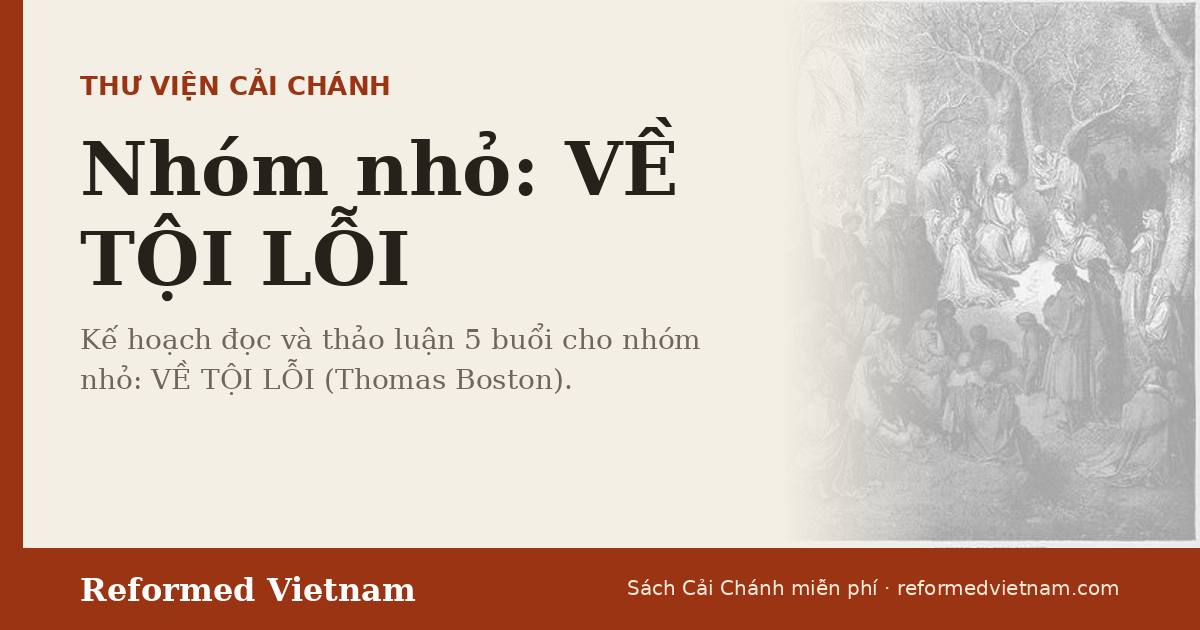 THƯ VIỆN CẢI CHÁNH
Nhóm nhỏ: VỀ
TỘI LỖI
Kế hoạch đọc và thảo luận 5 buổi cho nhóm
nhỏ: VỀ TỘI LỖI (Thomas Boston).
Reformed Vietnam
Sách Cải Chánh miễn phí · reformedvietnam.com